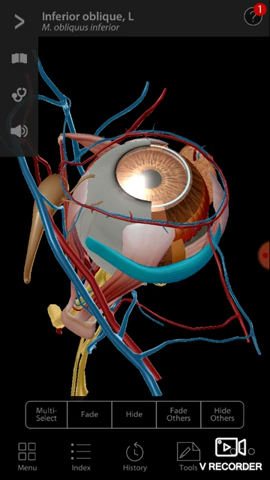 Inferior oblique, L
M. obliquus inferior
?
1
Multi-
Select
Fade
Hide
Fade
Others
Hide
Others
Menu
Index
History
Tools
V RECORDER